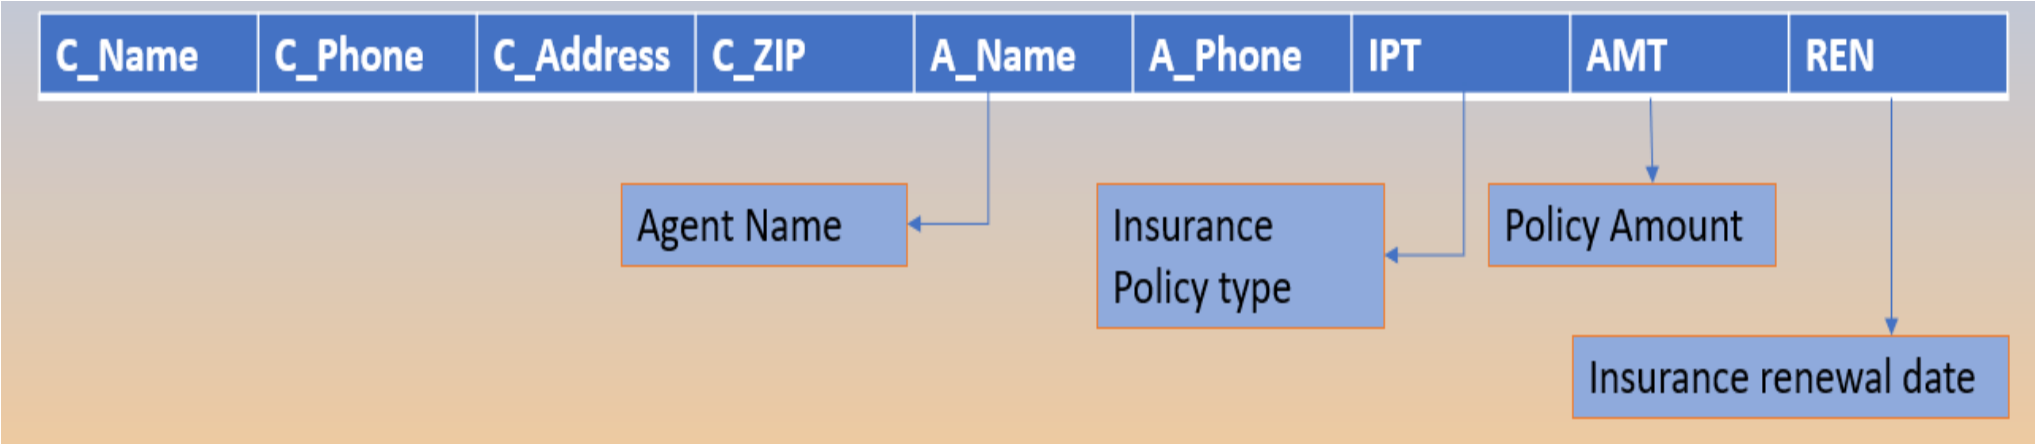 C_Name C_Phone C_Address C_ZIP A_Name A_Phone IPT AMT REN
Agent Name
Insurance
Policy type
Policy Amount
Insurance renewal date